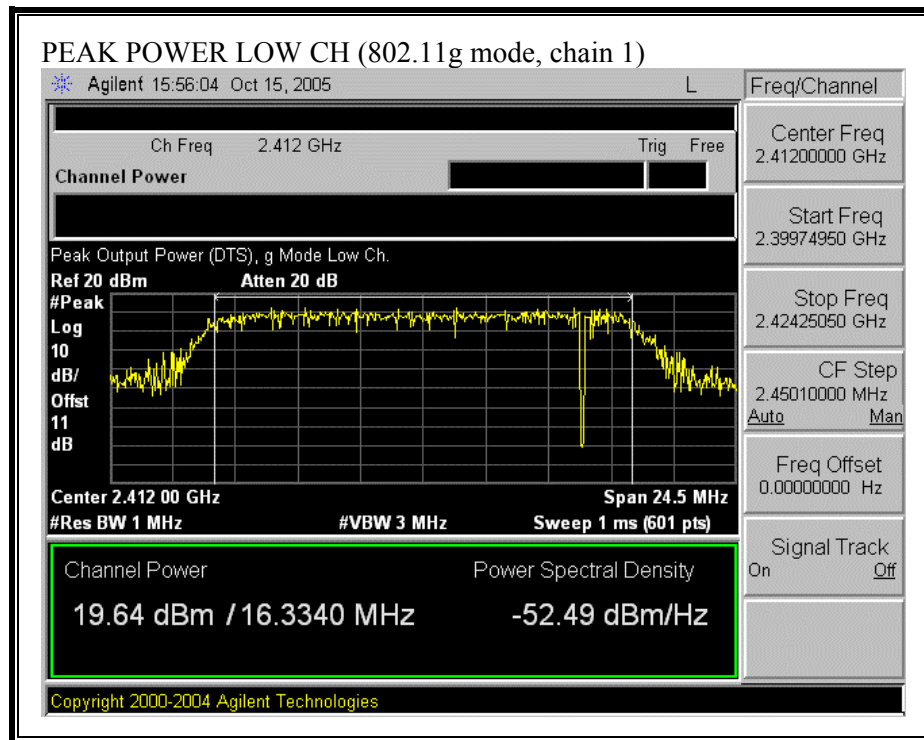 PEAK POWER LOW CH (802.11g mode, chain 1)
Agilent 15:56:04 Oct 15, 2005 L
Freq/Channel
Ch Freq 2.412 GHz Trig Free
Channel Power
Center Freq
2.41200000 GHz
Start Freq
2.39974950 GHz
Stop Freq
2.42425050 GHz
CF Step
2.45010000 MHz
Auto Man
Freq Offset
0.00000000 Hz
Signal Track
On Off
Peak Output Power (DTS), g Mode Low Ch.
Ref 20 dBm Atten 20 dB
#Peak
Log
10
dB/
Offst
11
dB
Center 2.412 00 GHz Span 24.5 MHz
#Res BW 1 MHz #VBW 3 MHz Sweep 1 ms (601 pts)
Channel Power Power Spectral Density
19.64 dBm / 16.3340 MHz -52.49 dBm/Hz
Copyright 2000-2004 Agilent Technologies